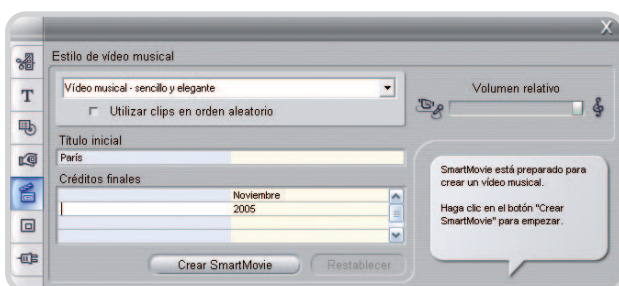 X
Estilo de vídeo musical
Vídeo musical - sencillo y elegante
Utilizar clips en orden aleatorio
Volumen relativo
Título inicial
París
Créditos finales
Noviembre
2005
SmartMovie está preparado para
crear un vídeo musical.
Haga clic en el botón "Crear
SmartMovie" para empezar.
Crear SmartMovie
Restablecer
T